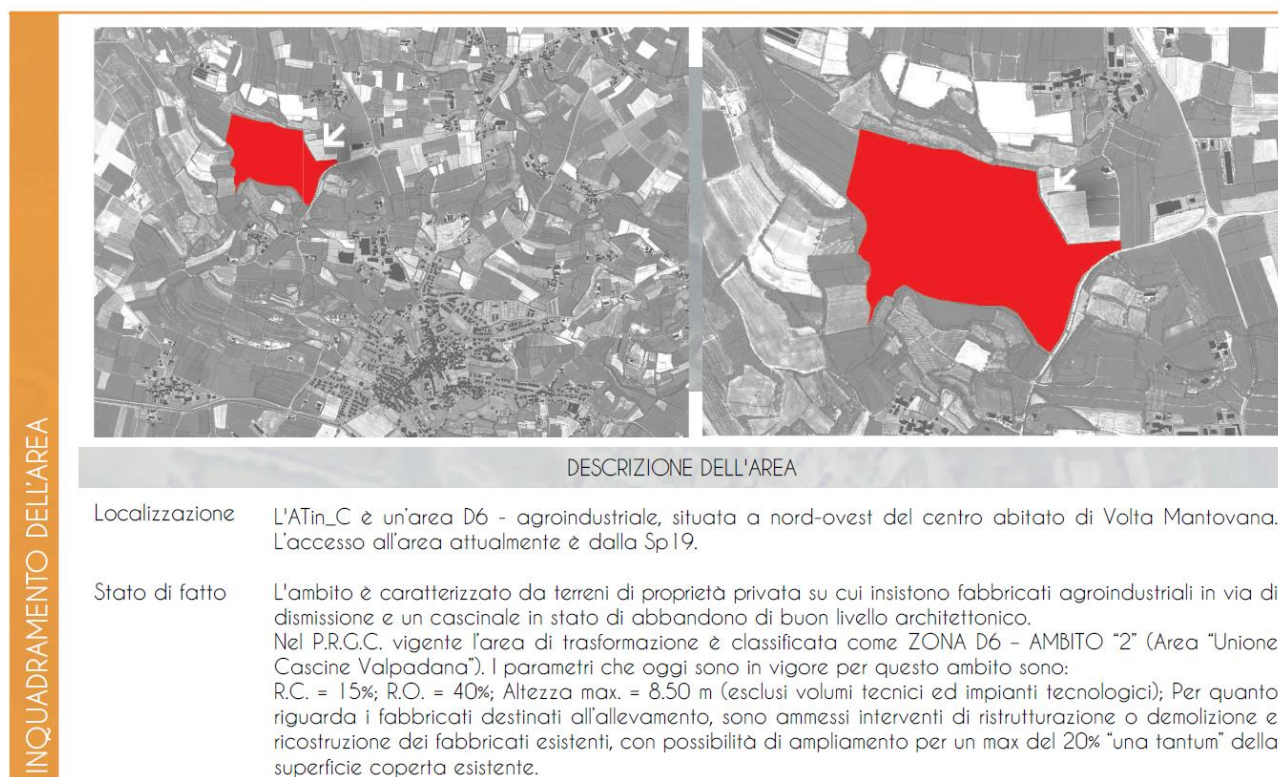 INQUADRAMENTO DELL'AREA
DESCRIZIONE DELL'AREA
Localizzazione
L'ATin_C è un'area D6 - agroindustriale, situata a nord-ovest del centro abitato di Volta Mantovana.
L'accesso all'area attualmente è dalla Sp19.
Stato di fatto
L'ambito è caratterizzato da terreni di proprietà privata su cui insistono fabbricati agroindustriali in via di
dismissione e un cascinale in stato di abbandono di buon livello architettonico.
Nel P.R.G.C. vigente l'area di trasformazione è classificata come ZONA D6 – AMBITO "2" (Area "Unione
Cascine Valpadana"). I parametri che oggi sono in vigore per questo ambito sono:
R.C. = 15%; R.O. = 40%; Altezza max. = 8.50 m (esclusi volumi tecnici ed impianti tecnologici); Per quanto
riguarda i fabbricati destinati all'allevamento, sono ammessi interventi di ristrutturazione o demolizione e
ricostruzione dei fabbricati esistenti, con possibilità di ampliamento per un max del 20% "una tantum" della
superficie coperta esistente.